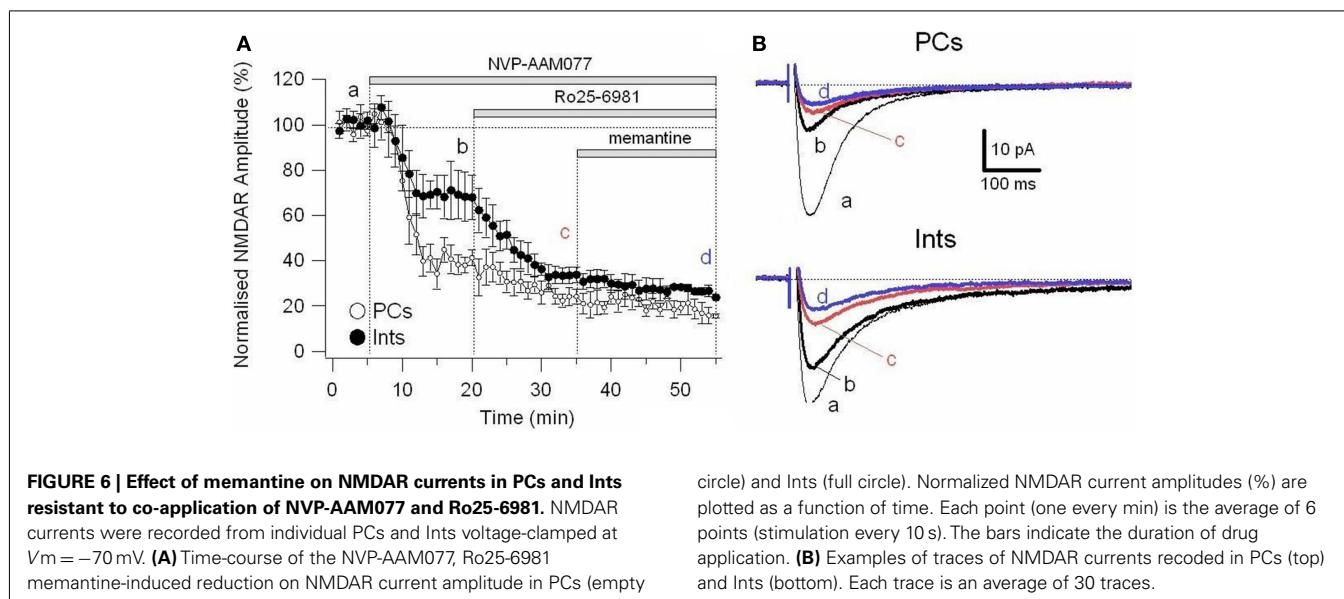 A
Normalised NMDAR Amplitude (%)
120
100
80
60
40
20
0
a
b
c
d
NVP-AAM077
Ro25-6981
memantine
PCs
Ints
0 10 20 30 40 50
Time (min)
B
PCs
d
c
b
a
10 pA
100 ms
Ints
d
c
b
a
FIGURE 6 | Effect of memantine on NMDAR currents in PCs and Ints
resistant to co-application of NVP-AAM077 and Ro25-6981. NMDAR
currents were recorded from individual PCs and Ints voltage-clamped at
Vm = −70 mV. (A) Time-course of the NVP-AAM077, Ro25-6981
memantine-induced reduction on NMDAR current amplitude in PCs (empty
circle) and Ints (full circle). Normalized NMDAR current amplitudes (%) are
plotted as a function of time. Each point (one every min) is the average of 6
points (stimulation every 10 s). The bars indicate the duration of drug
application. (B) Examples of traces of NMDAR currents recoded in PCs (top)
and Ints (bottom). Each trace is an average of 30 traces.